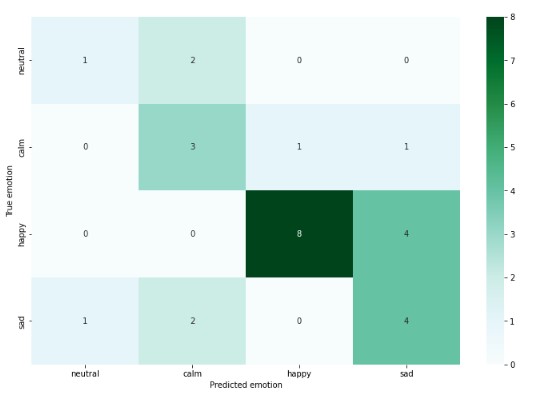 neutral 1 2 0 0
calm 0 3 1 1
happy 0 0 8 4
sad 1 2 0 4
neutral calm happy sad
Predicted emotion
True emotion
8
7
6
5
4
3
2
1
0